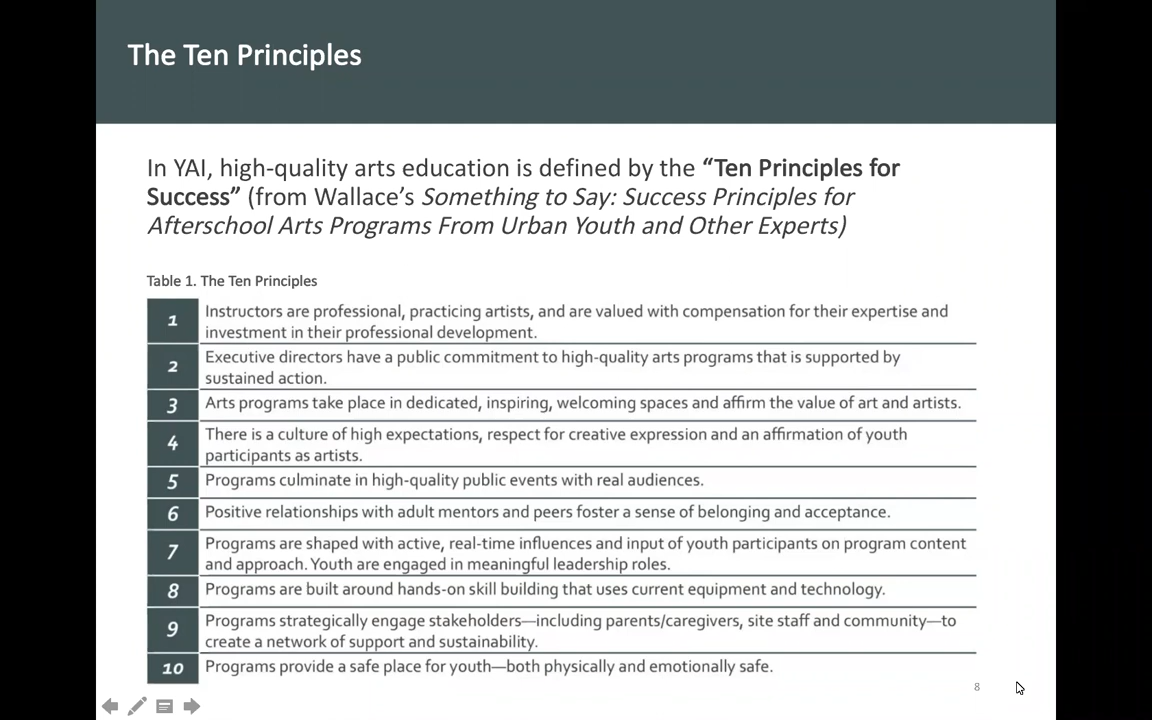 The Ten Principles
In YAI, high-quality arts education is defined by the “Ten Principles for
Success” (from Wallace’s Something to Say: Success Principles for
Afterschool Arts Programs From Urban Youth and Other Experts)
Table 1. The Ten Principles
1 Instructors are professional, practicing artists, and are valued with compensation for their expertise and
investment in their professional development.
2 Executive directors have a public commitment to high-quality arts programs that is supported by
sustained action.
3 Arts programs take place in dedicated, inspiring, welcoming spaces and affirm the value of art and artists.
4 There is a culture of high expectations, respect for creative expression and an affirmation of youth
participants as artists.
5 Programs culminate in high-quality public events with real audiences.
6 Positive relationships with adult mentors and peers foster a sense of belonging and acceptance.
7 Programs are shaped with active, real-time influences and input of youth participants on program content
and approach. Youth are engaged in meaningful leadership roles.
8 Programs are built around hands-on skill building that uses current equipment and technology.
9 Programs strategically engage stakeholders—including parents/caregivers, site staff and community—to
create a network of support and sustainability.
10 Programs provide a safe place for youth—both physically and emotionally safe.
8